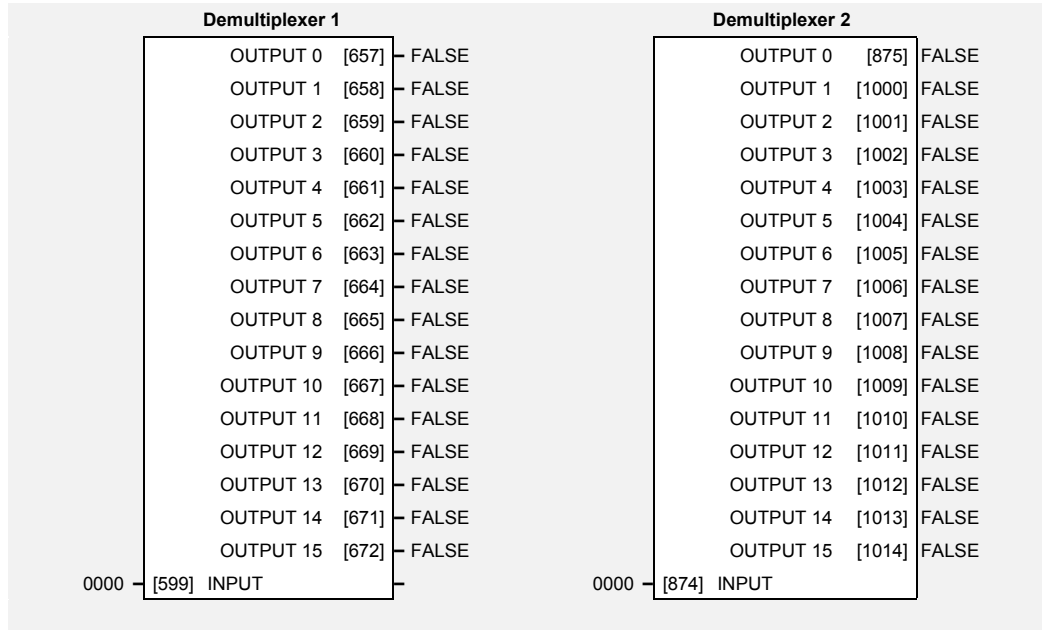 Demultiplexer 1
OUTPUT 0 [657] FALSE
OUTPUT 1 [658] FALSE
OUTPUT 2 [659] FALSE
OUTPUT 3 [660] FALSE
OUTPUT 4 [661] FALSE
OUTPUT 5 [662] FALSE
OUTPUT 6 [663] FALSE
OUTPUT 7 [664] FALSE
OUTPUT 8 [665] FALSE
OUTPUT 9 [666] FALSE
OUTPUT 10 [667] FALSE
OUTPUT 11 [668] FALSE
OUTPUT 12 [669] FALSE
OUTPUT 13 [670] FALSE
OUTPUT 14 [671] FALSE
OUTPUT 15 [672] FALSE
0000 [599] INPUT
Demultiplexer 2
OUTPUT 0 [875] FALSE
OUTPUT 1 [1000] FALSE
OUTPUT 2 [1001] FALSE
OUTPUT 3 [1002] FALSE
OUTPUT 4 [1003] FALSE
OUTPUT 5 [1004] FALSE
OUTPUT 6 [1005] FALSE
OUTPUT 7 [1006] FALSE
OUTPUT 8 [1007] FALSE
OUTPUT 9 [1008] FALSE
OUTPUT 10 [1009] FALSE
OUTPUT 11 [1010] FALSE
OUTPUT 12 [1011] FALSE
OUTPUT 13 [1012] FALSE
OUTPUT 14 [1013] FALSE
OUTPUT 15 [1014] FALSE
0000 [874] INPUT